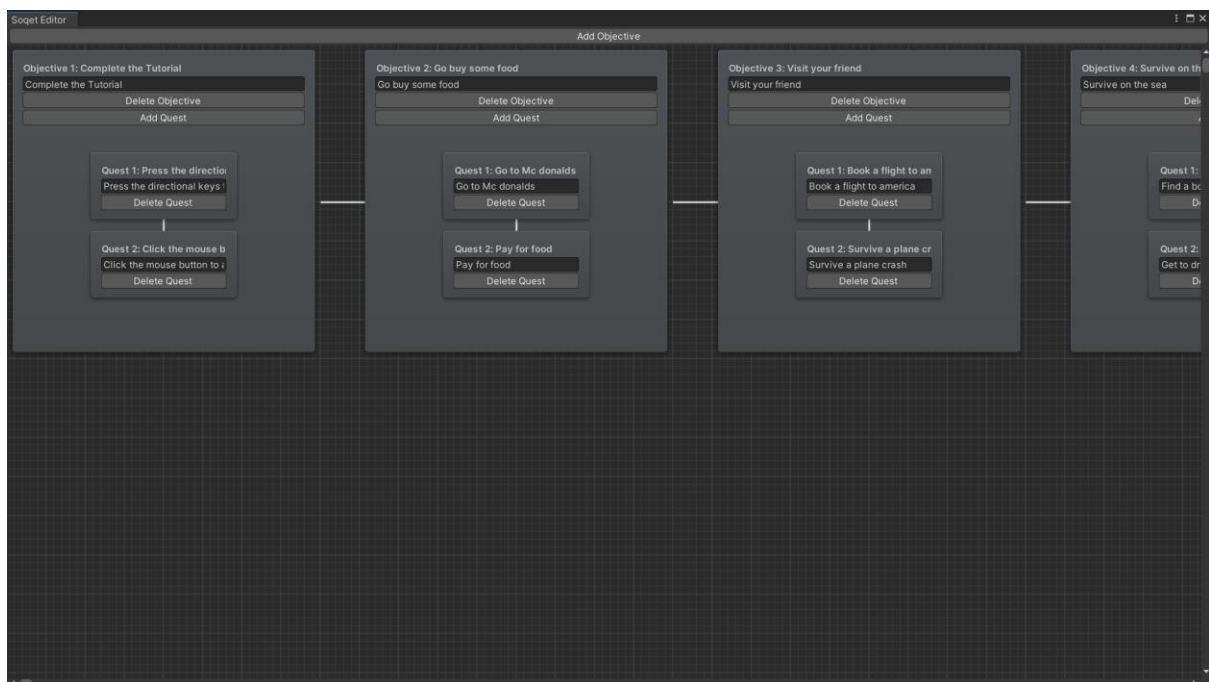 Soqet Editor
Add Objective
Objective 1: Complete the Tutorial
Complete the Tutorial
Delete Objective
Add Quest
Quest 1: Press the direction
Press the directional keys
Delete Quest
Quest 2: Click the mouse b
Click the mouse button to a
Delete Quest
Objective 2: Go buy some food
Go buy some food
Delete Objective
Add Quest
Quest 1: Go to Mc donalds
Go to Mc donalds
Delete Quest
Quest 2: Pay for food
Pay for food
Delete Quest
Objective 3: Visit your friend
Visit your friend
Delete Objective
Add Quest
Quest 1: Book a flight to am
Book a flight to america
Delete Quest
Quest 2: Survive a plane cr
Survive a plane crash
Delete Quest
Objective 4: Survive on th
Survive on the sea
Del
Quest 1:
Find a bo
D
Quest 2:
Get to dr
D